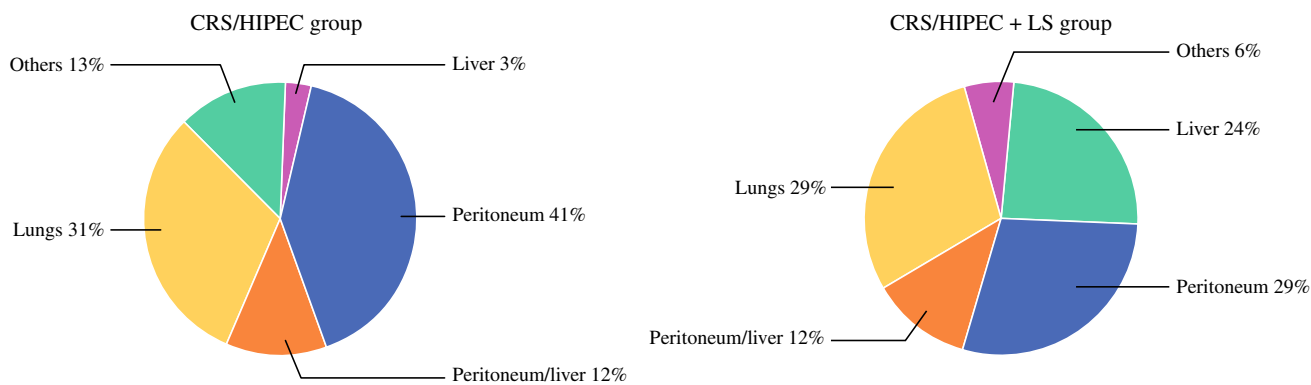 CRS/HIPEC group
Others 13%
Liver 3%
Peritoneum 41%
Lungs 31%
Peritoneum/liver 12%
CRS/HIPEC + LS group
Others 6%
Liver 24%
Lungs 29%
Peritoneum 29%
Peritoneum/liver 12%